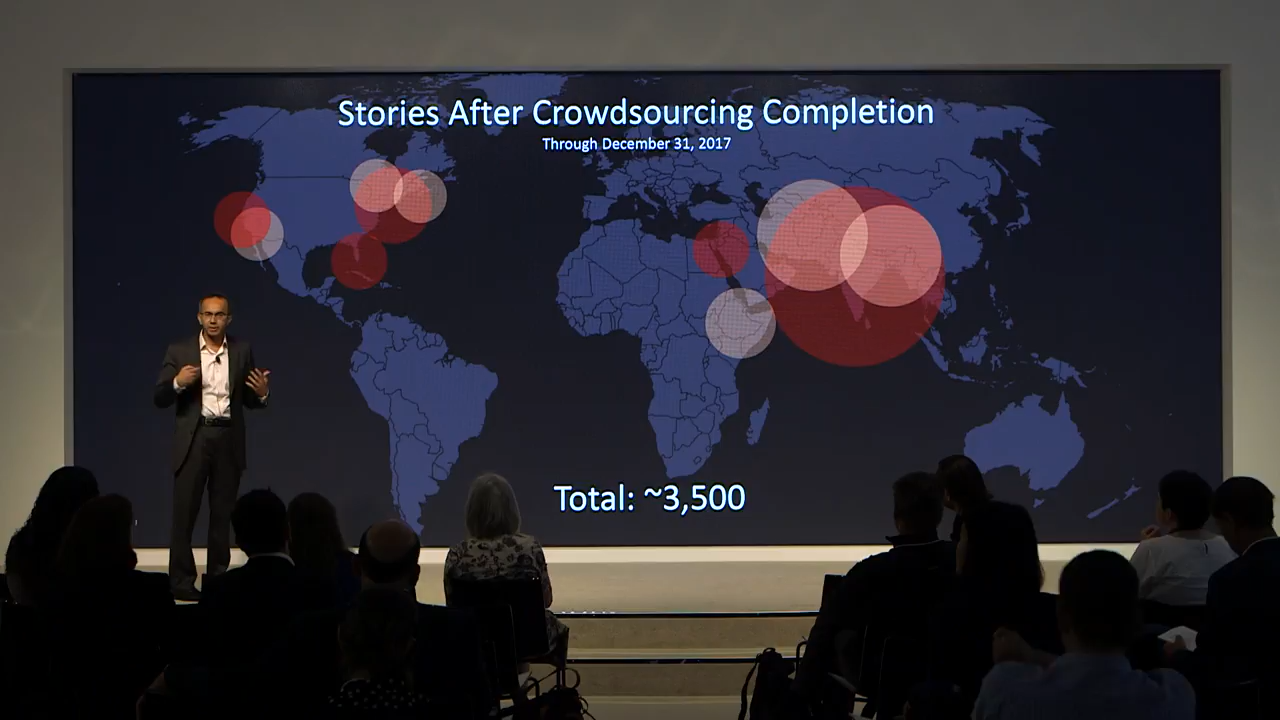 Stories After Crowdsourcing Completion
Through December 31, 2017
Total: ~3,500